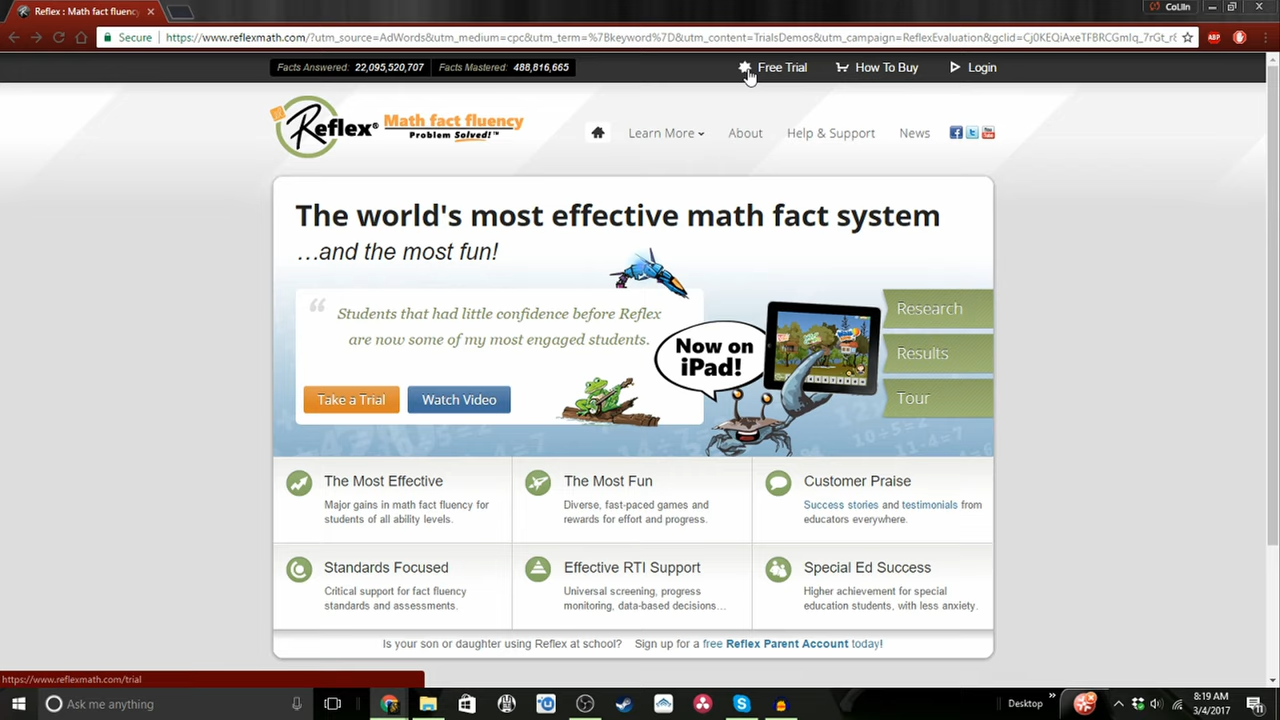 Reflex : Math fact fluency
CoLlIn
Secure https://www.reflexmath.com/?utm_source=AdWords&utm_medium=cpc&utm_term=%7Bkeyword%7D&utm_content=TrialsDemos&utm_campaign=ReflexEvaluation&gclid=Cj0KEQiAxeTFBRCGmIq_7rGt_r8
ABP
Facts Answered: 22,095,520,707 Facts Mastered: 488,816,665
Free Trial How To Buy Login
Reflex® Math fact fluency
Problem Solved!™
Learn More About Help & Support News
The world's most effective math fact system
…and the most fun!
“ Students that had little confidence before Reflex
are now some of my most engaged students.
Now on
iPad!
Take a Trial Watch Video
Research
Results
Tour
The Most Effective
Major gains in math fact fluency for
students of all ability levels.
The Most Fun
Diverse, fast-paced games and
rewards for effort and progress.
Customer Praise
Success stories and testimonials from
educators everywhere.
Standards Focused
Critical support for fact fluency
standards and assessments.
Effective RTI Support
Universal screening, progress
monitoring, data-based decisions…
Special Ed Success
Higher achievement for special
education students, with less anxiety.
Is your son or daughter using Reflex at school? Sign up for a free Reflex Parent Account today!
https://www.reflexmath.com/trial
Ask me anything
Desktop
8:19 AM
3/4/2017